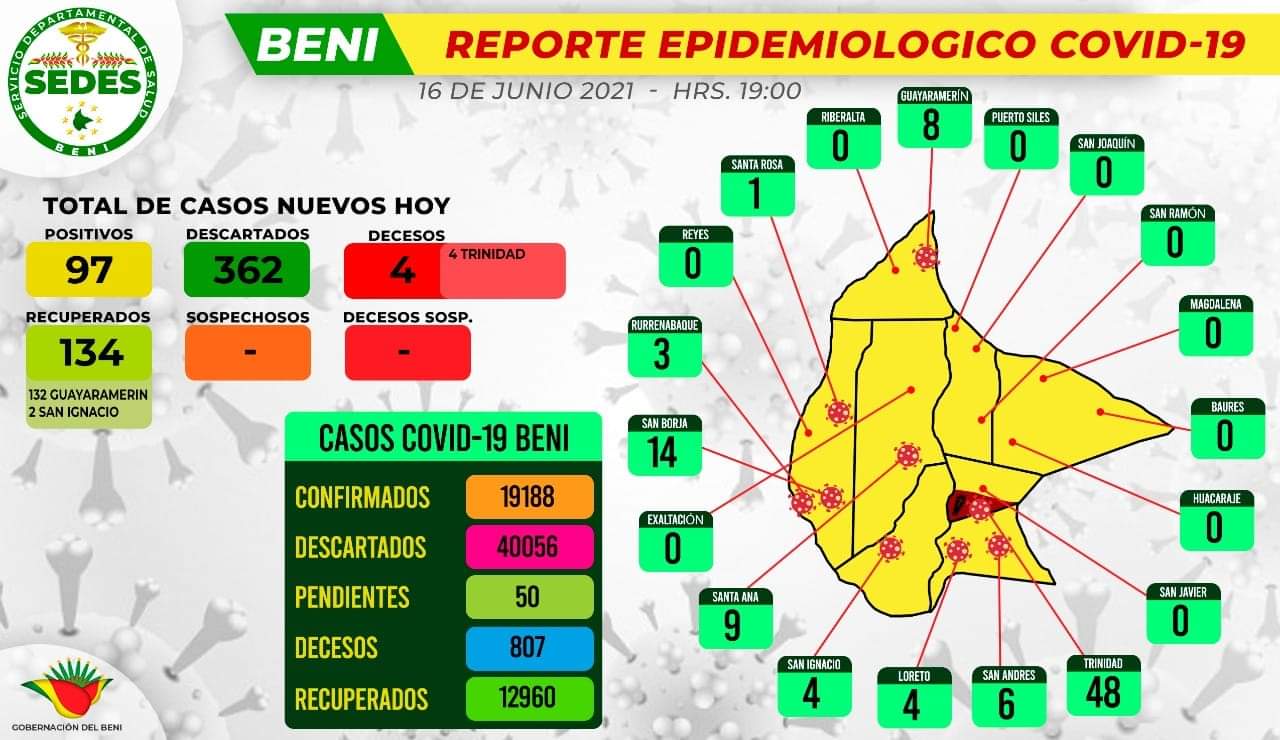 SERVICIO DEPARTAMENTAL DE SALUD
SEDES
BENI
BENI
REPORTE EPIDEMIOLOGICO COVID-19
16 DE JUNIO 2021 - HRS. 19:00
TOTAL DE CASOS NUEVOS HOY
POSITIVOS
97
DESCARTADOS
362
DECESOS
4
4 TRINIDAD
RECUPERADOS
134
132 GUAYARAMERIN
2 SAN IGNACIO
SOSPECHOSOS
-
DECESOS SOSP.
-
CASOS COVID-19 BENI
CONFIRMADOS 19188
DESCARTADOS 40056
PENDIENTES 50
DECESOS 807
RECUPERADOS 12960
GOBERNACIÓN DEL BENI
RIBERALTA
0
GUAYARAMERÍN
8
PUERTO SILES
0
SAN JOAQUÍN
0
SANTA ROSA
1
SAN RAMÓN
0
REYES
0
MAGDALENA
0
RURRENABAQUE
3
BAURES
0
SAN BORJA
14
HUACARAJE
0
EXALTACIÓN
0
SAN JAVIER
0
SANTA ANA
9
SAN IGNACIO
4
LORETO
4
SAN ANDRES
6
TRINIDAD
48